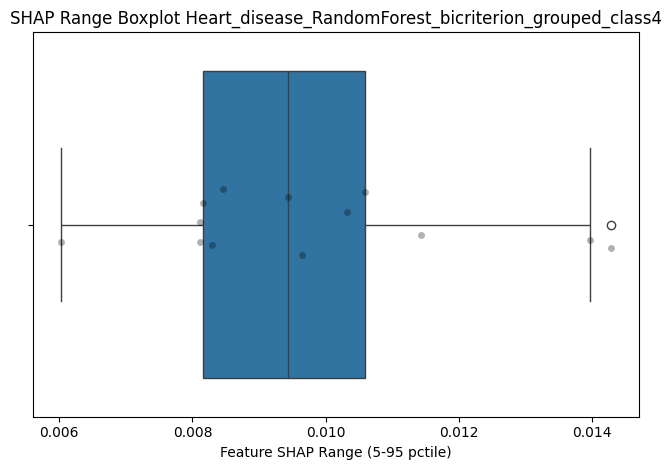 SHAP Range Boxplot Heart_disease_RandomForest_bicriterion_grouped_class4
0.006 0.008 0.010 0.012 0.014
Feature SHAP Range (5-95 pctile)